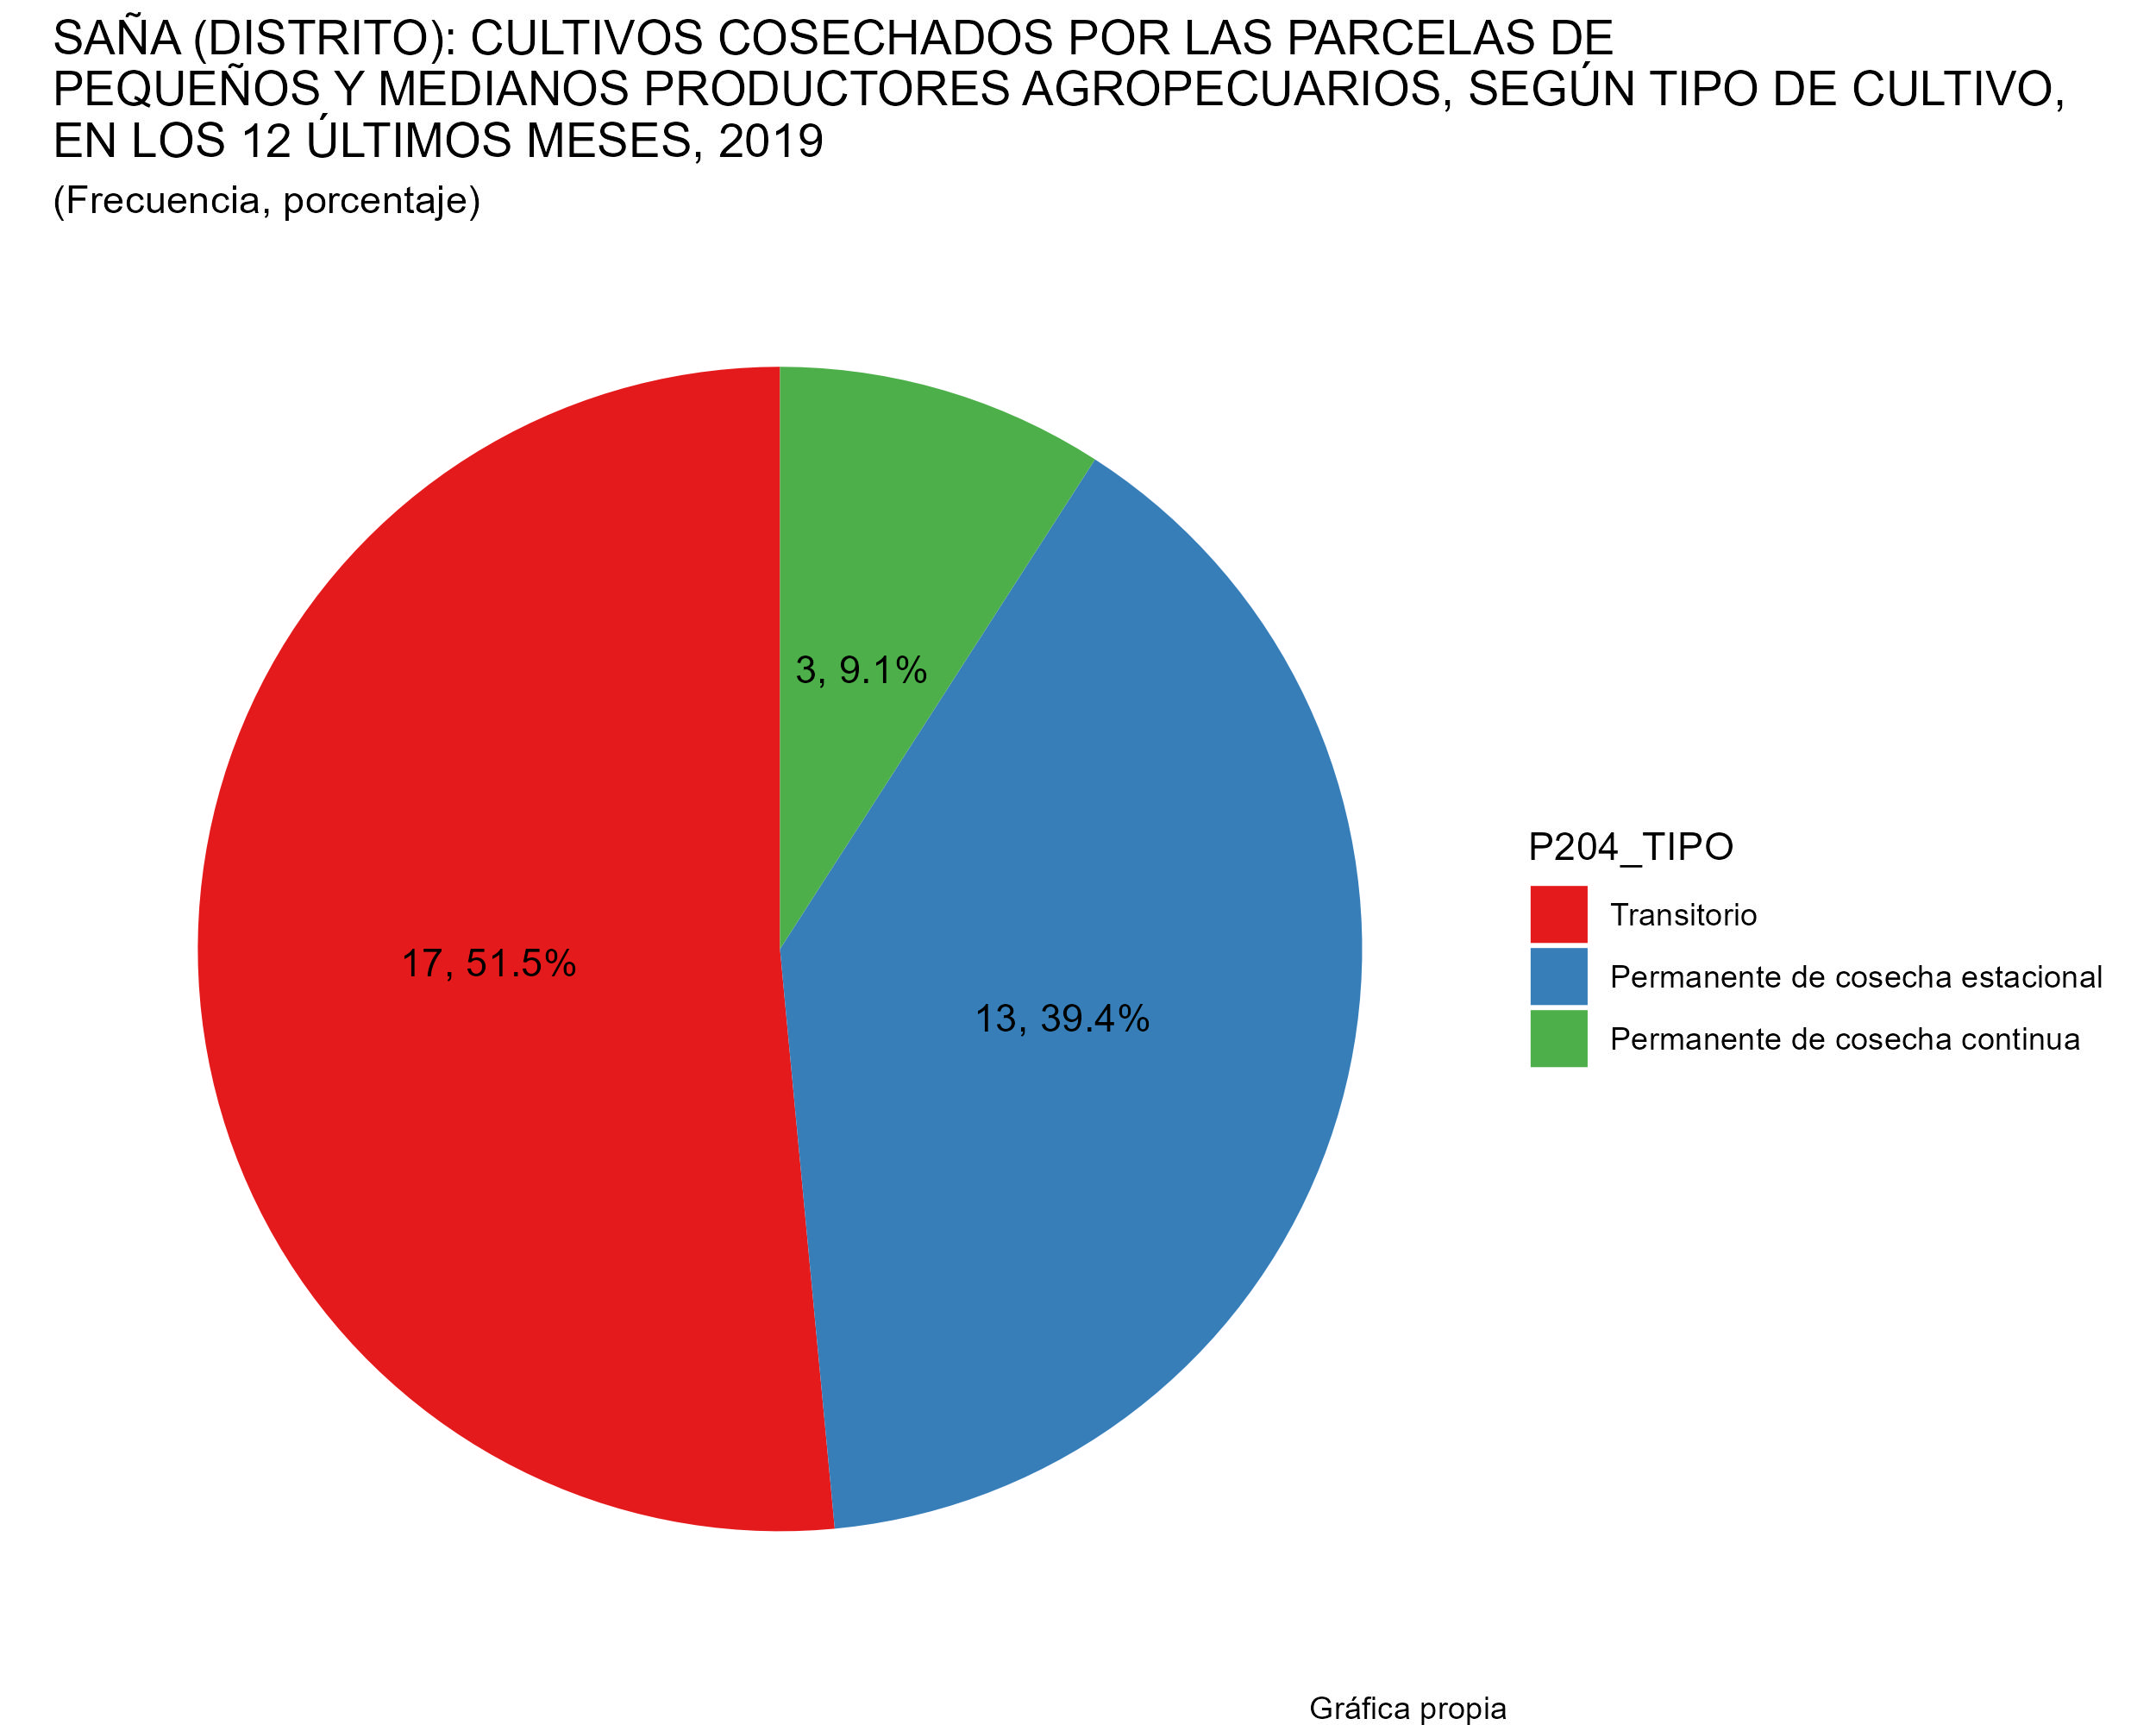 SAÑA (DISTRITO): CULTIVOS COSECHADOS POR LAS PARCELAS DE
PEQUEÑOS Y MEDIANOS PRODUCTORES AGROPECUARIOS, SEGÚN TIPO DE CULTIVO,
EN LOS 12 ÚLTIMOS MESES, 2019
(Frecuencia, porcentaje)
3, 9.1%
17, 51.5%
13, 39.4%
P204_TIPO
Transitorio
Permanente de cosecha estacional
Permanente de cosecha continua
Gráfica propia